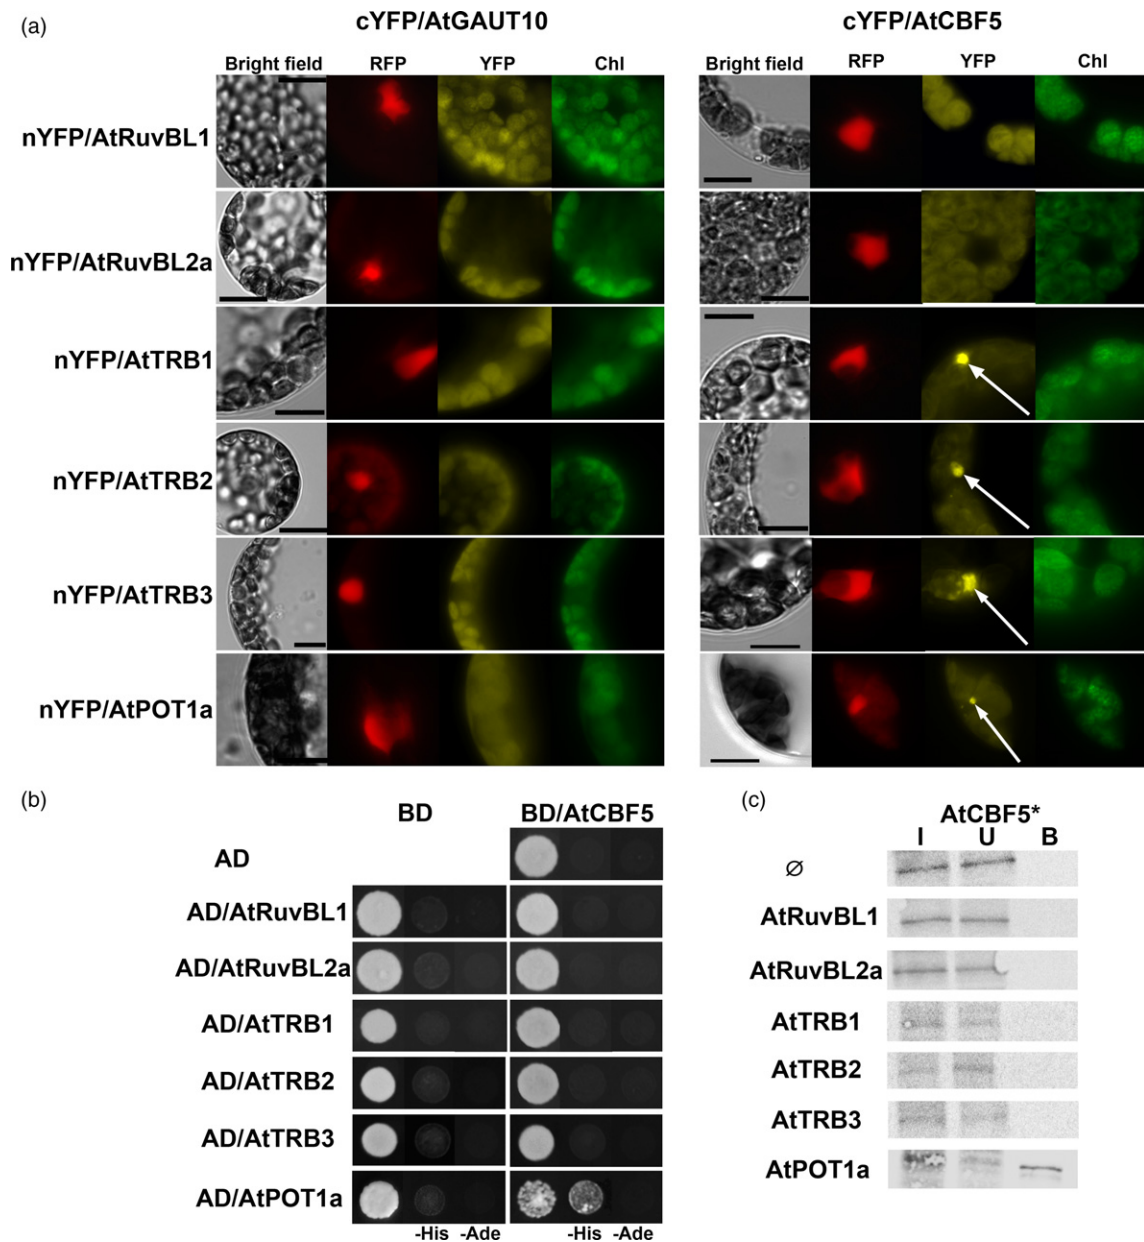 (a)
cYFP/AtGAUT10 cYFP/AtCBF5
Bright field RFP YFP Chl Bright field RFP YFP Chl
nYFP/AtRuvBL1
nYFP/AtRuvBL2a
nYFP/AtTRB1
nYFP/AtTRB2
nYFP/AtTRB3
nYFP/AtPOT1a
(b)
BD BD/AtCBF5
AD
AD/AtRuvBL1
AD/AtRuvBL2a
AD/AtTRB1
AD/AtTRB2
AD/AtTRB3
AD/AtPOT1a
-His -Ade -His -Ade
(c)
AtCBF5*
I U B
∅
AtRuvBL1
AtRuvBL2a
AtTRB1
AtTRB2
AtTRB3
AtPOT1a